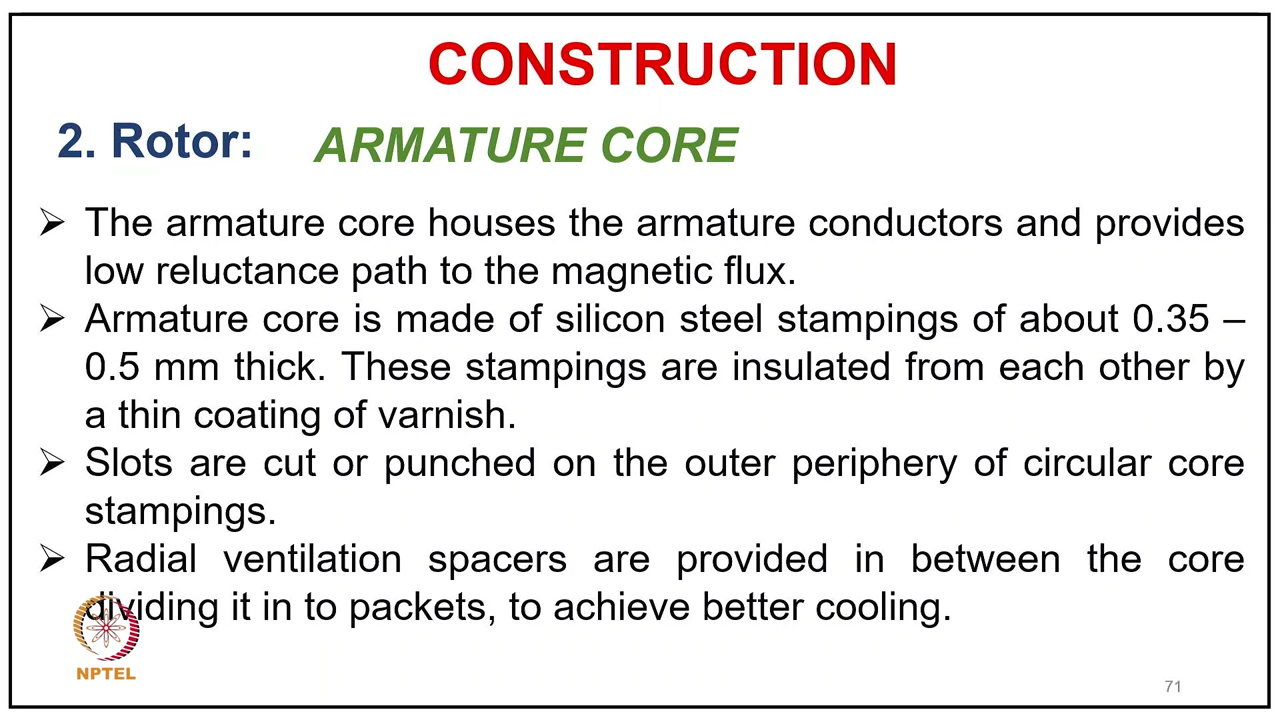 CONSTRUCTION
2. Rotor: ARMATURE CORE
➢ The armature core houses the armature conductors and provides
low reluctance path to the magnetic flux.
➢ Armature core is made of silicon steel stampings of about 0.35 –
0.5 mm thick. These stampings are insulated from each other by
a thin coating of varnish.
➢ Slots are cut or punched on the outer periphery of circular core
stampings.
➢ Radial ventilation spacers are provided in between the core
dividing it in to packets, to achieve better cooling.
NPTEL
71